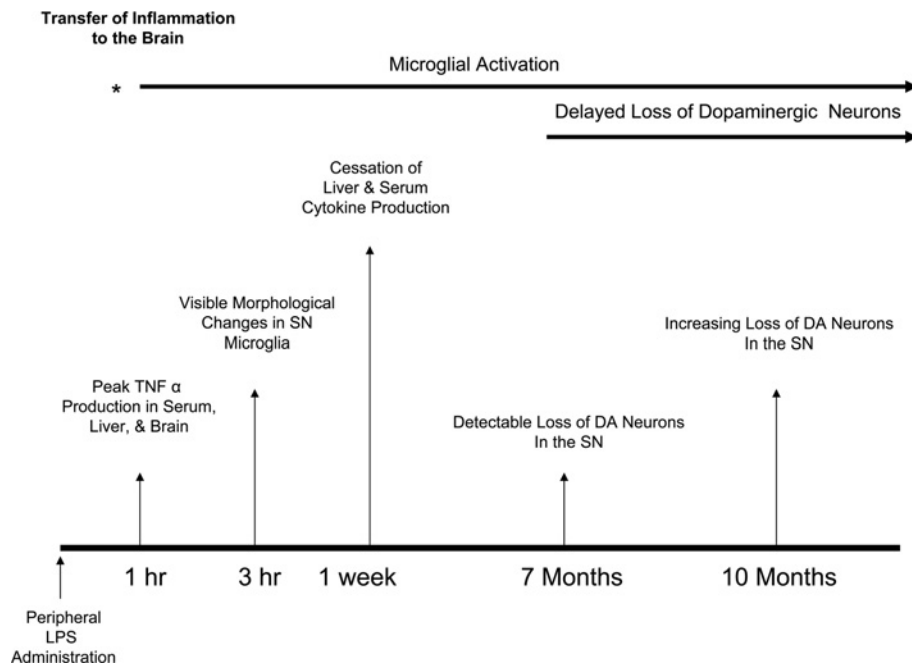 Transfer of Inflammation
to the Brain
*
Microglial Activation
Delayed Loss of Dopaminergic Neurons
Cessation of
Liver & Serum
Cytokine Production
Visible Morphological
Changes in SN
Microglia
Increasing Loss of DA Neurons
In the SN
Peak TNF α
Production in Serum,
Liver, & Brain
Detectable Loss of DA Neurons
In the SN
1 hr
3 hr
1 week
7 Months
10 Months
Peripheral
LPS
Administration